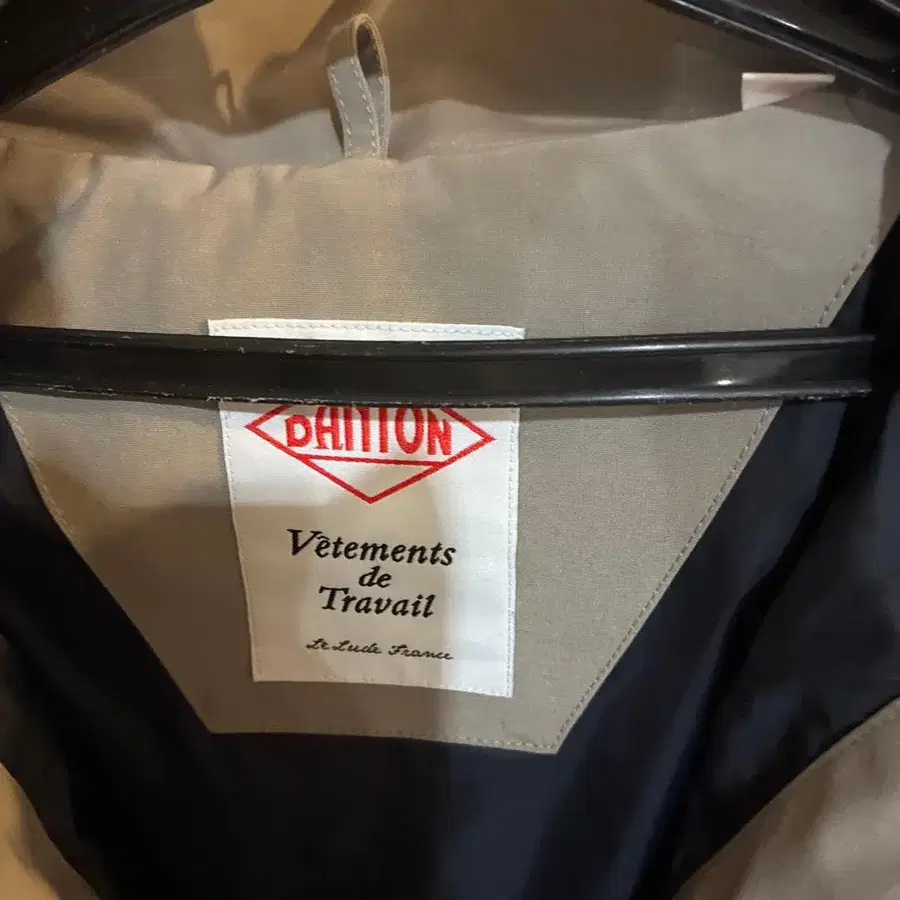 DANTON
Vêtements
de
Travail
Le Lude France